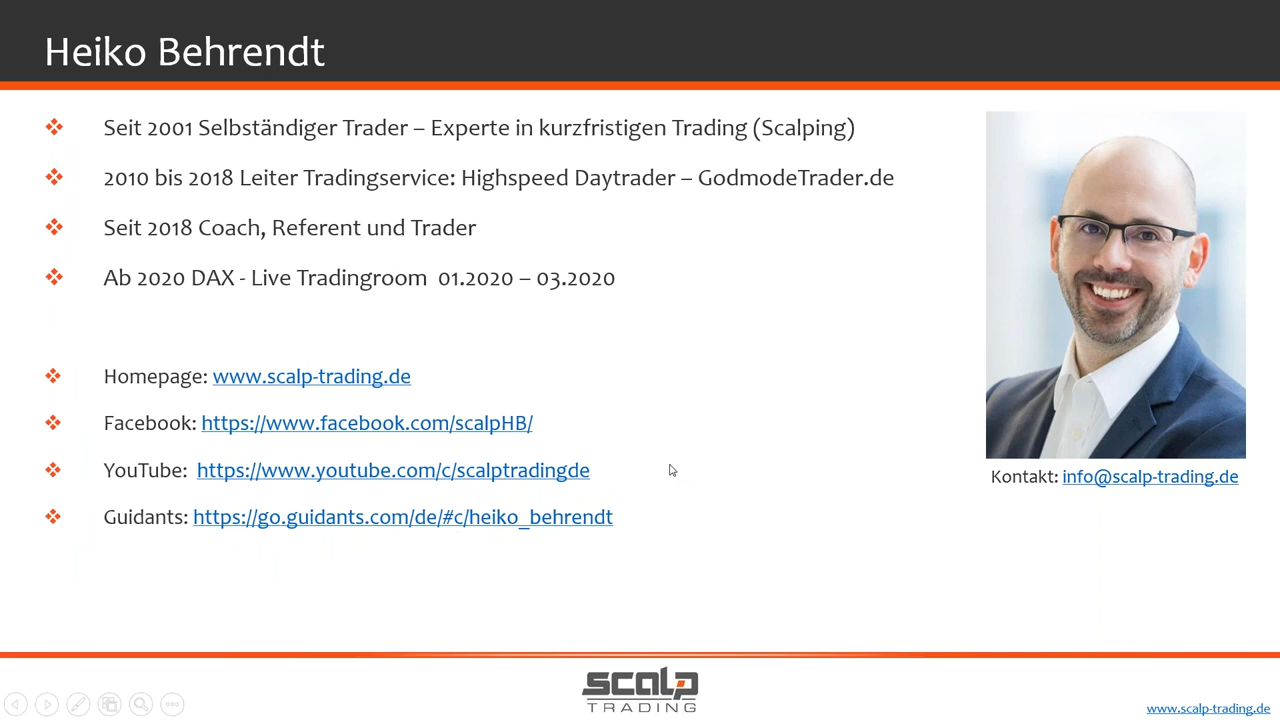 Heiko Behrendt
Seit 2001 Selbständiger Trader – Experte in kurzfristigen Trading (Scalping)
2010 bis 2018 Leiter Tradingservice: Highspeed Daytrader – GodmodeTrader.de
Seit 2018 Coach, Referent und Trader
Ab 2020 DAX - Live Tradingroom 01.2020 – 03.2020
Homepage: www.scalp-trading.de
Facebook: https://www.facebook.com/scalpHB/
YouTube: https://www.youtube.com/c/scalptradingde
Guidants: https://go.guidants.com/de/#c/heiko_behrendt
Kontakt: info@scalp-trading.de
SCALP
TRADING
www.scalp-trading.de